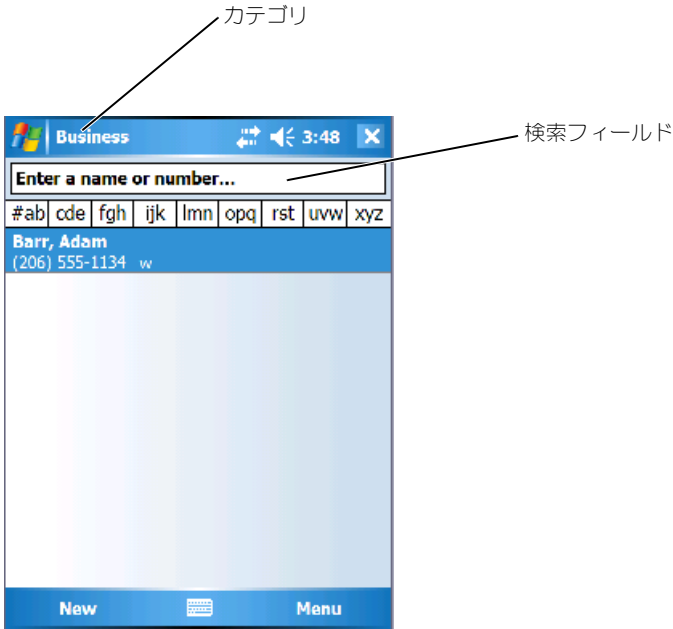 カテゴリ
Business 3:48
検索フィールド
Enter a name or number...
#ab cde fgh ijk lmn opq rst uvw xyz
Barr, Adam
(206) 555-1134 w
New Menu